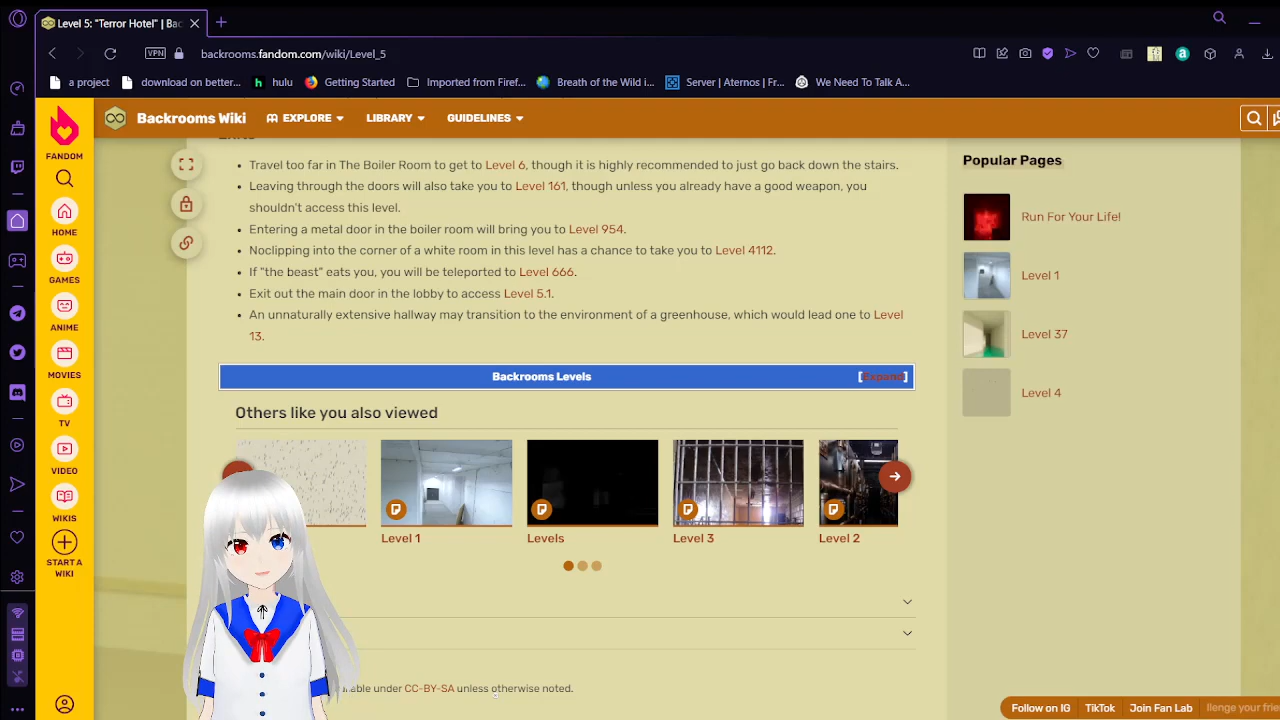 Level 5: "Terror Hotel" | Bac
VPN
backrooms.fandom.com/wiki/Level_5
a project
download on better...
h hulu
Getting Started
Imported from Firef...
Breath of the Wild i...
Server | Aternos | Fr...
We Need To Talk A...
FANDOM
HOME
GAMES
ANIME
MOVIES
TV
VIDEO
WIKIS
START A
WIKI
Backrooms Wiki
EXPLORE
LIBRARY
GUIDELINES
Exits
Travel too far in The Boiler Room to get to Level 6, though it is highly recommended to just go back down the stairs.
Leaving through the doors will also take you to Level 161, though unless you already have a good weapon, you
shouldn't access this level.
Entering a metal door in the boiler room will bring you to Level 954.
Noclipping into the corner of a white room in this level has a chance to take you to Level 4112.
If "the beast" eats you, you will be teleported to Level 666.
Exit out the main door in the lobby to access Level 5.1.
An unnaturally extensive hallway may transition to the environment of a greenhouse, which would lead one to Level
13.
Backrooms Levels
[Expand]
Others like you also viewed
Level 1
Levels
Level 3
Level 2
ilable under CC-BY-SA unless otherwise noted.
Popular Pages
Run For Your Life!
Level 1
Level 37
Level 4
Follow on IG
TikTok
Join Fan Lab
llenge your frie